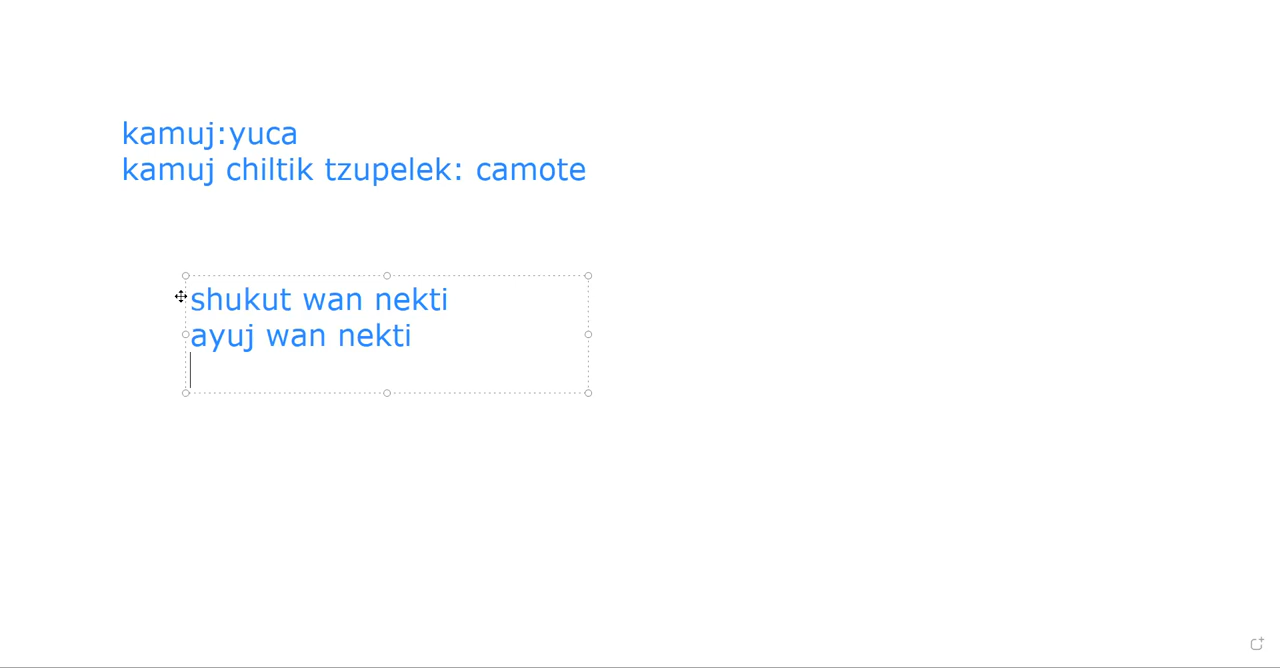 kamuj:yuca
kamuj chiltik tzupelek: camote
shukut wan nekti
ayuj wan nekti